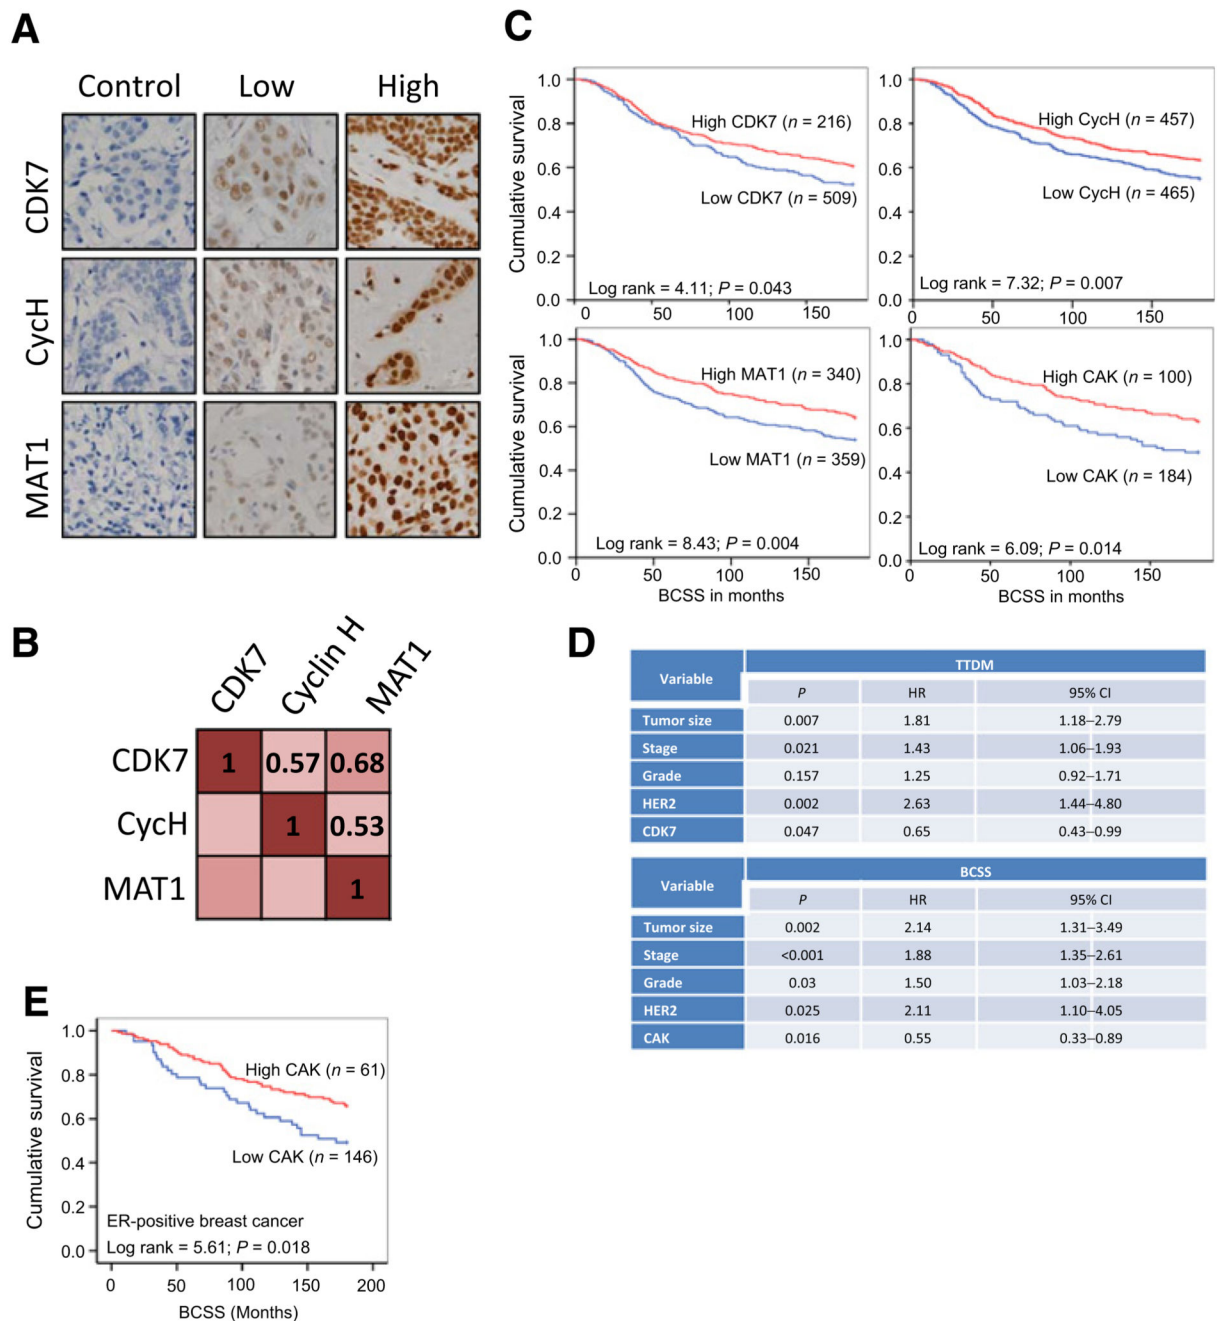 A
Control Low High
CDK7
CycH
MAT1
B
CDK7 Cyclin H MAT1
CDK7 1 0.57 0.68
CycH 1 0.53
MAT1 1
C
Cumulative survival
1.0
0.8
0.6
0.4
0.2
0.0
High CDK7 (n = 216)
Low CDK7 (n = 509)
Log rank = 4.11; P = 0.043
0 50 100 150
1.0
0.8
0.6
0.4
0.2
0.0
High CycH (n = 457)
Low CycH (n = 465)
Log rank = 7.32; P = 0.007
0 50 100 150
Cumulative survival
1.0
0.8
0.6
0.4
0.2
0.0
High MAT1 (n = 340)
Low MAT1 (n = 359)
Log rank = 8.43; P = 0.004
0 50 100 150
BCSS in months
1.0
0.8
0.6
0.4
0.2
0.0
High CAK (n = 100)
Low CAK (n = 184)
Log rank = 6.09; P = 0.014
0 50 100 150
BCSS in months
D
Variable TTDM
P HR 95% CI
Tumor size 0.007 1.81 1.18–2.79
Stage 0.021 1.43 1.06–1.93
Grade 0.157 1.25 0.92–1.71
HER2 0.002 2.63 1.44–4.80
CDK7 0.047 0.65 0.43–0.99
Variable BCSS
P HR 95% CI
Tumor size 0.002 2.14 1.31–3.49
Stage <0.001 1.88 1.35–2.61
Grade 0.03 1.50 1.03–2.18
HER2 0.025 2.11 1.10–4.05
CAK 0.016 0.55 0.33–0.89
E
Cumulative survival
1.0
0.8
0.6
0.4
0.2
0.0
High CAK (n = 61)
Low CAK (n = 146)
ER-positive breast cancer
Log rank = 5.61; P = 0.018
0 50 100 150 200
BCSS (Months)